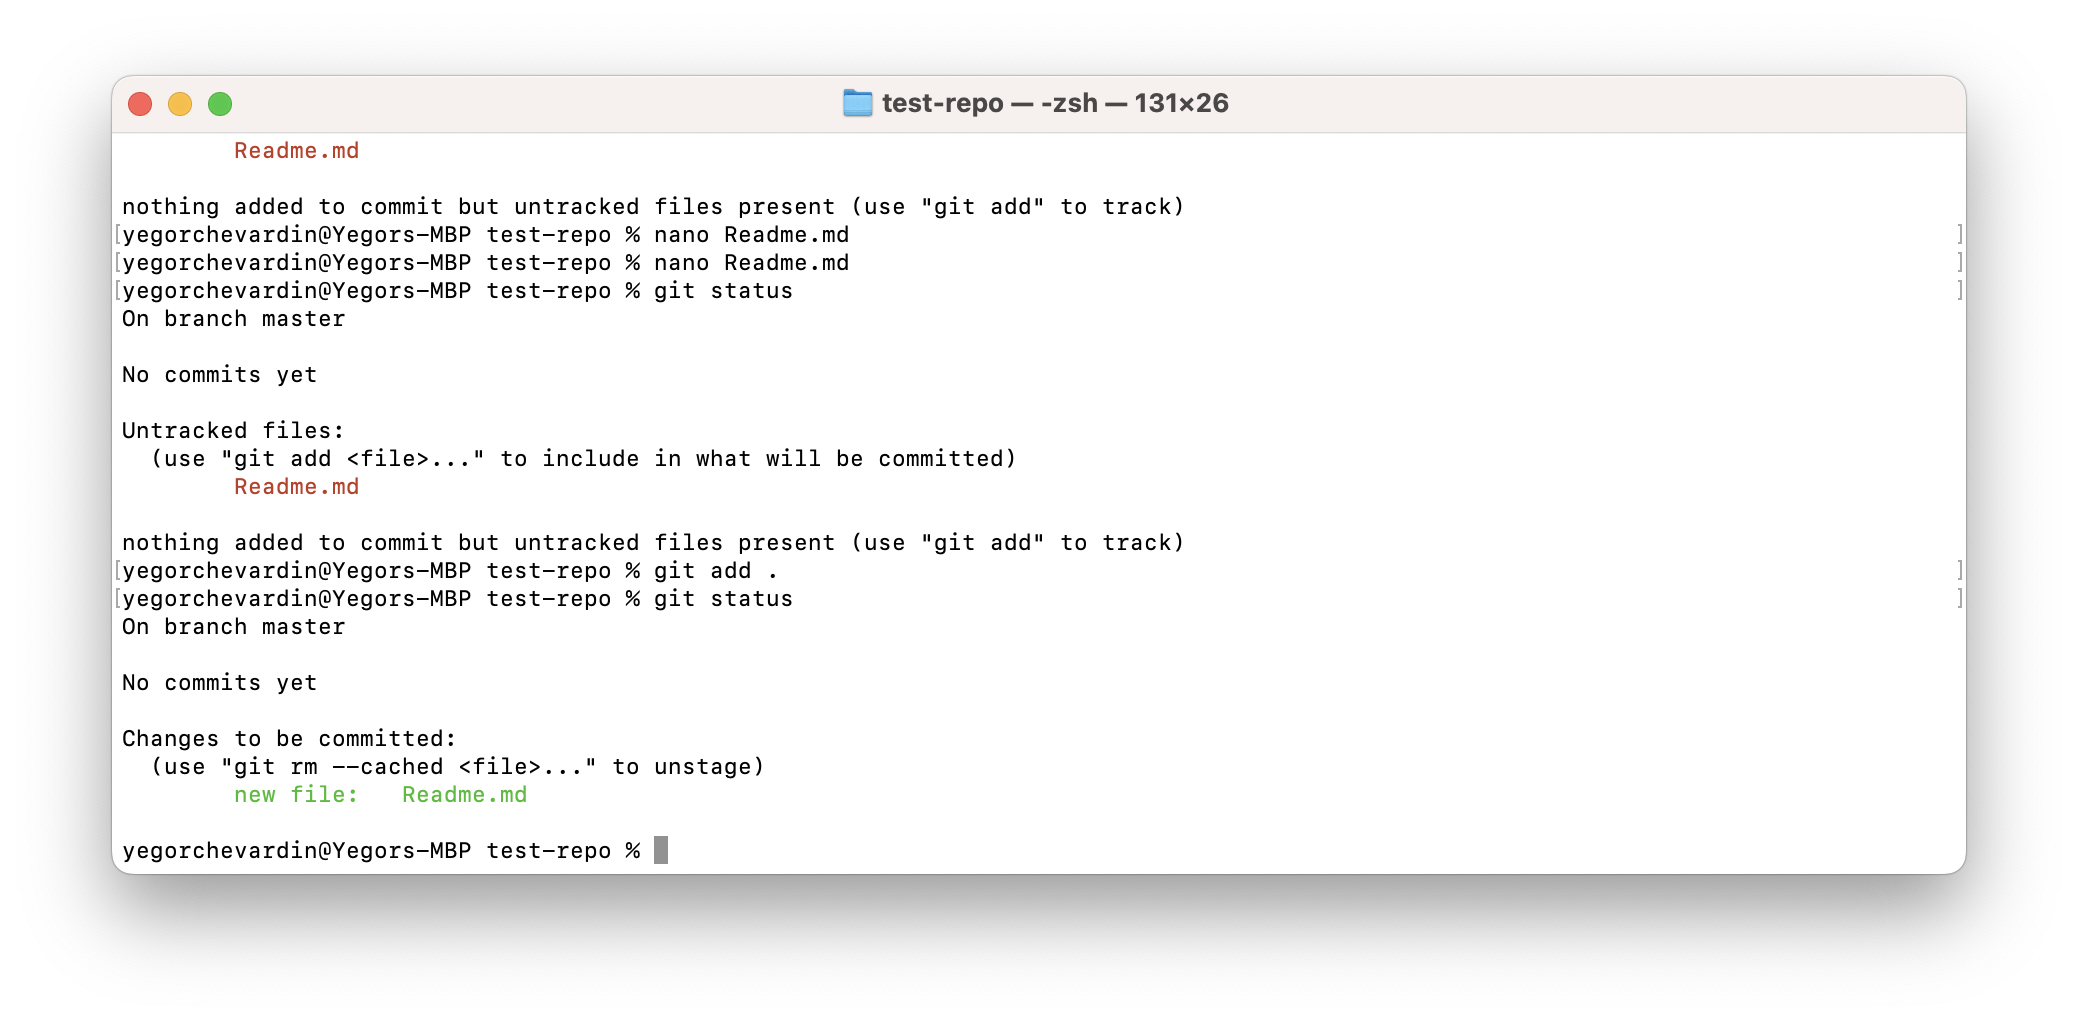 test-repo — -zsh — 131×26
Readme.md
nothing added to commit but untracked files present (use "git add" to track)
[yegorchevardin@Yegors-MBP test-repo % nano Readme.md ]
[yegorchevardin@Yegors-MBP test-repo % nano Readme.md ]
[yegorchevardin@Yegors-MBP test-repo % git status ]
On branch master
No commits yet
Untracked files:
(use "git add <file>..." to include in what will be committed)
Readme.md
nothing added to commit but untracked files present (use "git add" to track)
[yegorchevardin@Yegors-MBP test-repo % git add . ]
[yegorchevardin@Yegors-MBP test-repo % git status ]
On branch master
No commits yet
Changes to be committed:
(use "git rm --cached <file>..." to unstage)
new file:   Readme.md
yegorchevardin@Yegors-MBP test-repo %